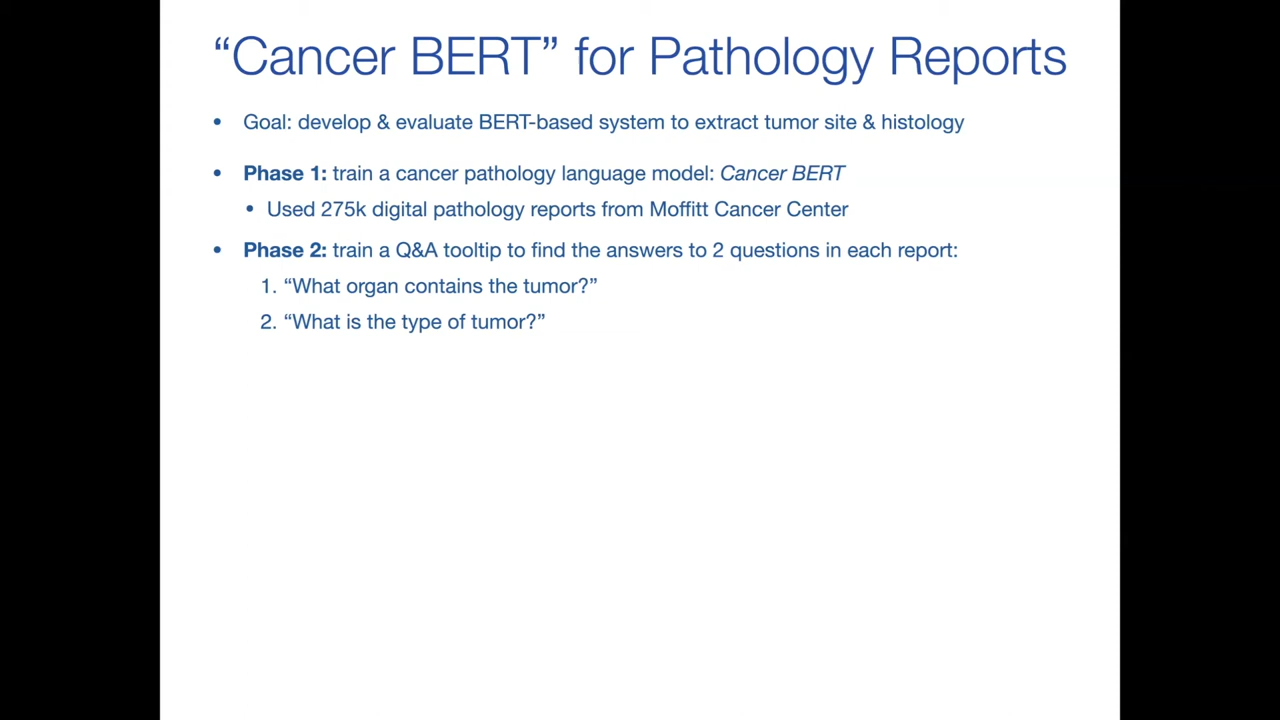 “Cancer BERT” for Pathology Reports
• Goal: develop & evaluate BERT-based system to extract tumor site & histology
• Phase 1: train a cancer pathology language model: Cancer BERT
• Used 275k digital pathology reports from Moffitt Cancer Center
• Phase 2: train a Q&A tooltip to find the answers to 2 questions in each report:
1. “What organ contains the tumor?”
2. “What is the type of tumor?”